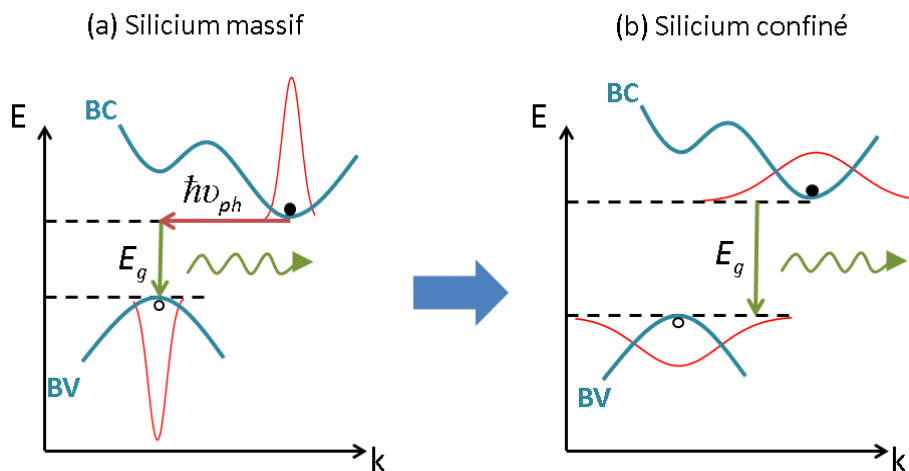 (a) Silicium massif
(b) Silicium confiné
E
BC
ħυph
Eg
BV
k
E
BC
Eg
BV
k